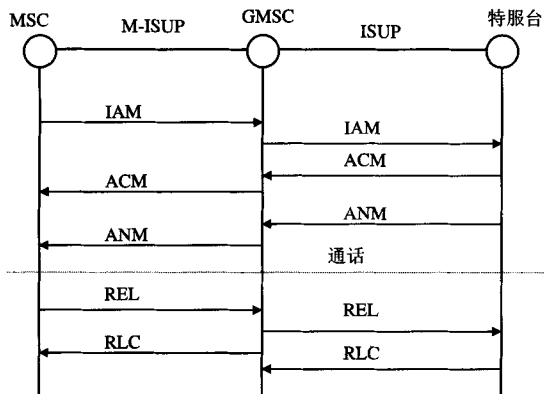 MSC M-ISUP GMSC ISUP 特服台
IAM
IAM
ACM
ACM
ANM
ANM
通话
REL
REL
RLC
RLC